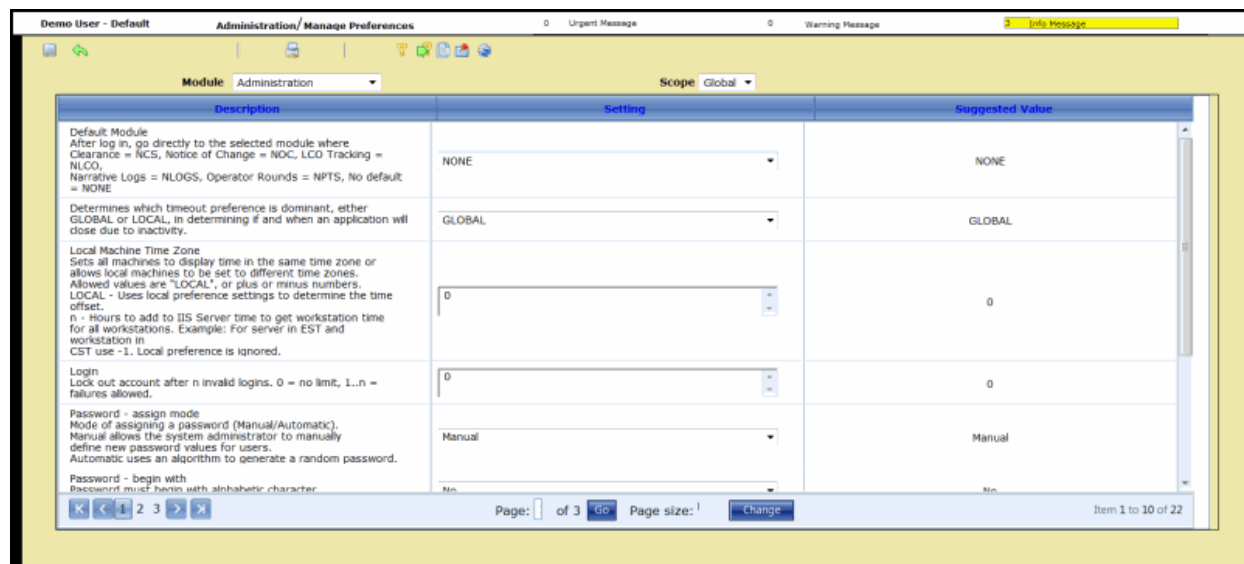 Demo User - Default Administration/Manage Preferences 0 Urgent Message 0 Warning Message 3 Info Message
Module Administration Scope Global
Description Setting Suggested Value
Default Module
After log in, go directly to the selected module where
Clearance = NCS, Notice of Change = NOC, LCO Tracking =
NLCO,
Narrative Logs = NLOGS, Operator Rounds = NPTS, No default
= NONE
NONE NONE
Determines which timeout preference is dominant, either
GLOBAL or LOCAL, in determining if and when an application will
close due to inactivity.
GLOBAL GLOBAL
Local Machine Time Zone
Sets all machines to display time in the same time zone or
allows local machines to be set to different time zones.
Allowed values are "LOCAL", or plus or minus numbers.
LOCAL - Uses local preference settings to determine the time
offset.
n - Hours to add to IIS Server time to get workstation time
for all workstations. Example: For server in EST and
workstation in
CST use -1. Local preference is ignored.
0 0
Login
Lock out account after n invalid logins. 0 = no limit, 1..n =
failures allowed.
0 0
Password - assign mode
Mode of assigning a password (Manual/Automatic).
Manual allows the system administrator to manually
define new password values for users.
Automatic uses an algorithm to generate a random password.
Manual Manual
Password - begin with
Password must begin with alphabetic character
No No
1 2 3 Page: of 3 Go Page size: Change Item 1 to 10 of 22